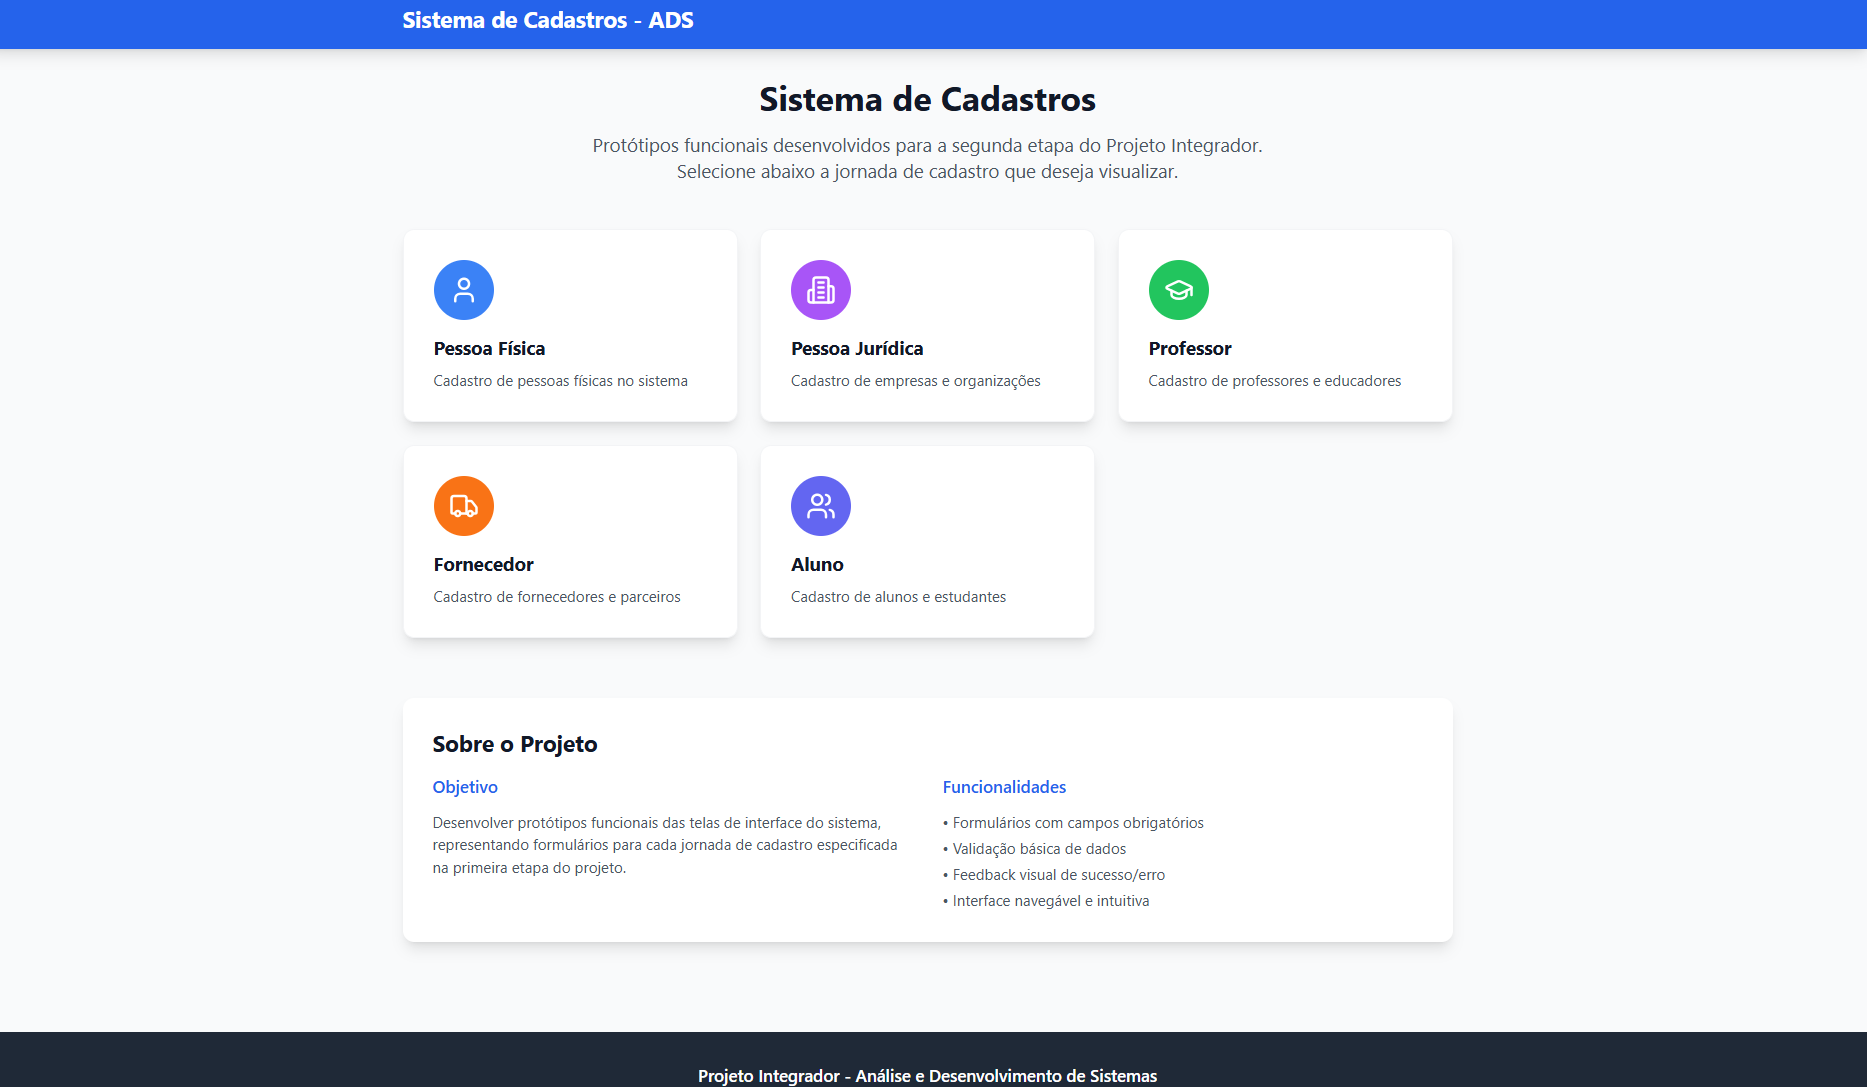 Sistema de Cadastros - ADS
Sistema de Cadastros
Protótipos funcionais desenvolvidos para a segunda etapa do Projeto Integrador.
Selecione abaixo a jornada de cadastro que deseja visualizar.
Pessoa Física
Cadastro de pessoas físicas no sistema
Pessoa Jurídica
Cadastro de empresas e organizações
Professor
Cadastro de professores e educadores
Fornecedor
Cadastro de fornecedores e parceiros
Aluno
Cadastro de alunos e estudantes
Sobre o Projeto
Objetivo
Desenvolver protótipos funcionais das telas de interface do sistema,
representando formulários para cada jornada de cadastro especificada
na primeira etapa do projeto.
Funcionalidades
• Formulários com campos obrigatórios
• Validação básica de dados
• Feedback visual de sucesso/erro
• Interface navegável e intuitiva
Projeto Integrador - Análise e Desenvolvimento de Sistemas